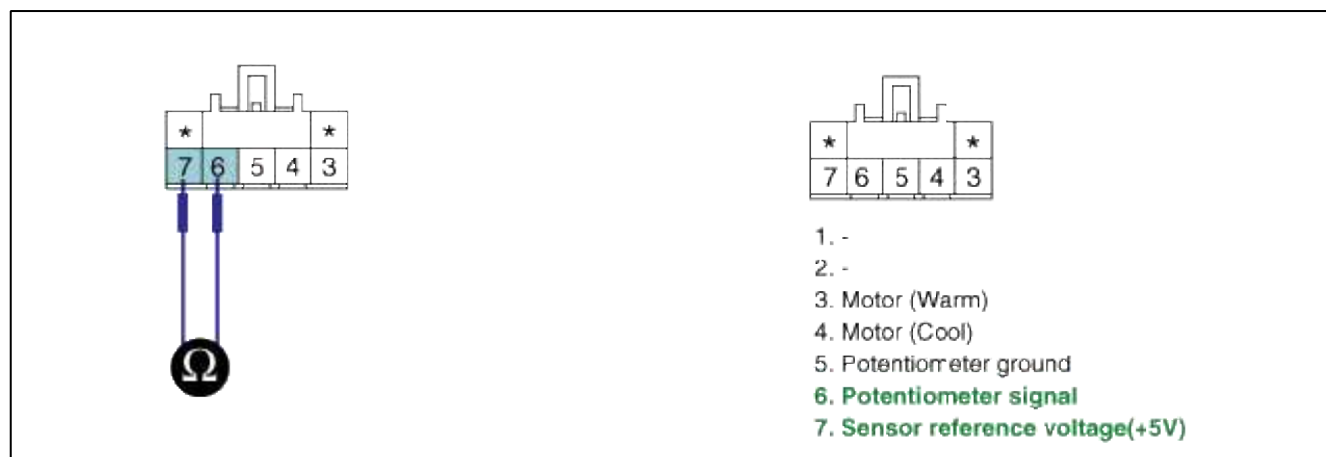 * *
7 6 5 4 3
Ω
* *
7 6 5 4 3
1. -
2. -
3. Motor (Warm)
4. Motor (Cool)
5. Potentiometer ground
6. Potentiometer signal
7. Sensor reference voltage(+5V)